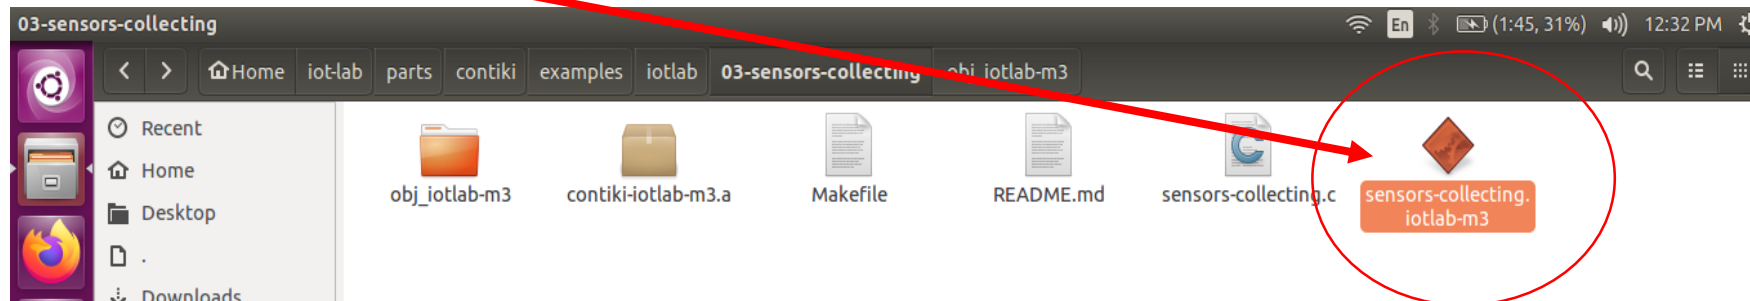 03-sensors-collecting
En (1:45, 31%) 12:32 PM
Home iot-lab parts contiki examples iotlab 03-sensors-collecting obj_iotlab-m3
Recent
Home
Desktop
.
Downloads
obj_iotlab-m3 contiki-iotlab-m3.a Makefile README.md sensors-collecting.c sensors-collecting.
iotlab-m3